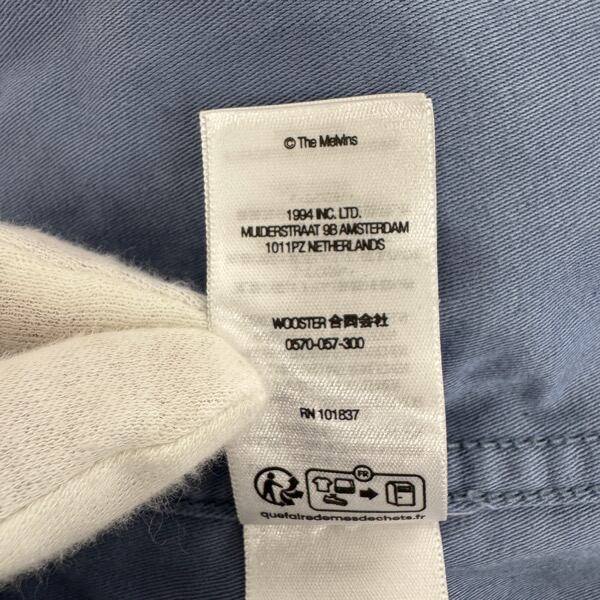 © The Melvins
1994 INC. LTD.
MUIDERSTRAAT 9B AMSTERDAM
1011PZ NETHERLANDS
WOOSTER 合同会社
0570-057-300
RN 101837
FR
quefairedemesdechets.fr